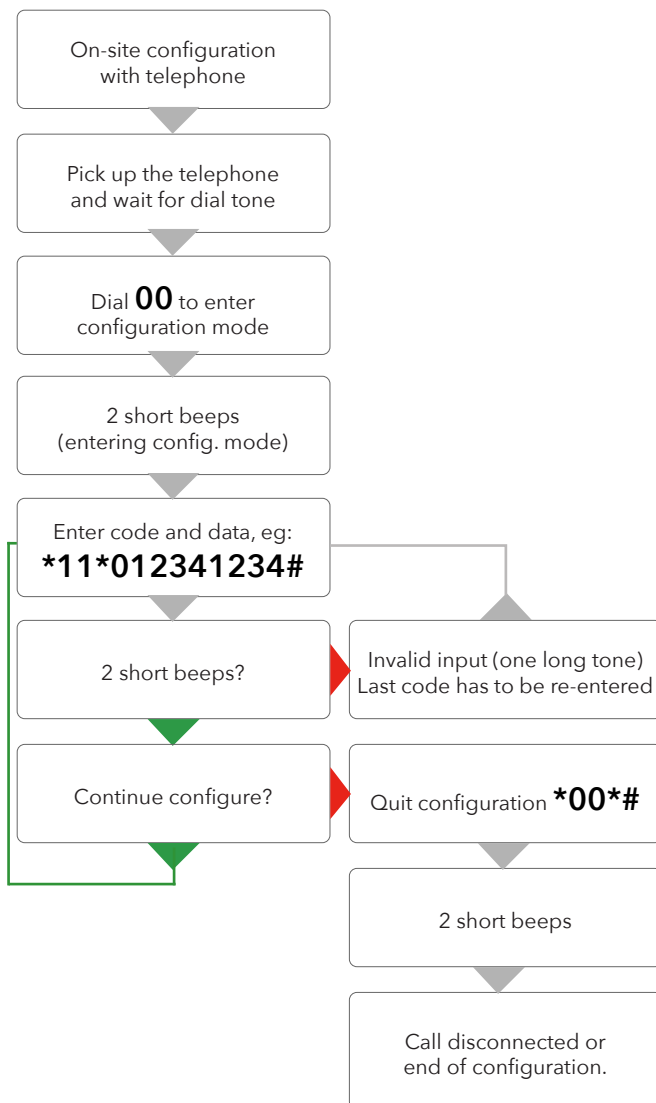 On-site configuration
with telephone
Pick up the telephone
and wait for dial tone
Dial 00 to enter
configuration mode
2 short beeps
(entering config. mode)
Enter code and data, eg:
*11*012341234#
2 short beeps?
Invalid input (one long tone)
Last code has to be re-entered
Continue configure?
Quit configuration *00*#
2 short beeps
Call disconnected or
end of configuration.